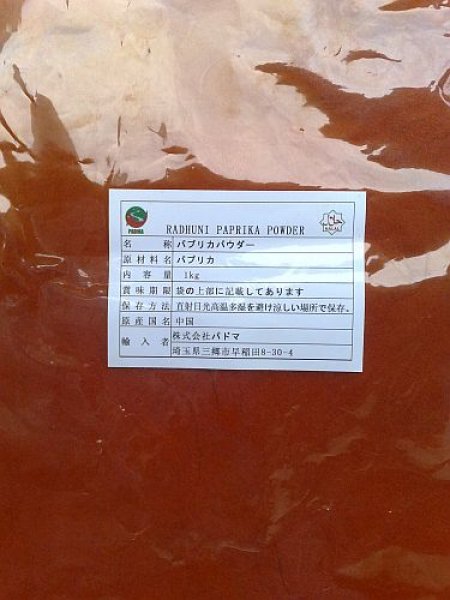 PADMA
RADHUNI PAPRIKA POWDER
حلال
HALAL
名 称 パプリカパウダー
原材料名 パプリカ
内 容 量 1kg
賞味期限 袋の上部に記載してあります
保存方法 直射日光高温多湿を避け涼しい場所で保存。
原産国名 中国
輸 入 者 株式会社パドマ
埼玉県三郷市早稲田8-30-4